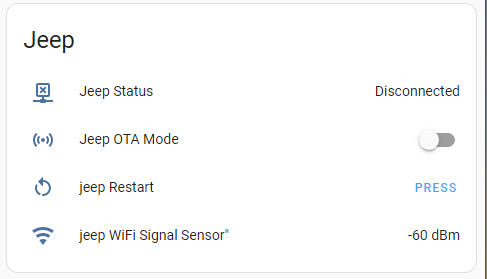 Jeep
Jeep Status Disconnected
Jeep OTA Mode
jeep Restart PRESS
jeep WiFi Signal Sensor" -60 dBm